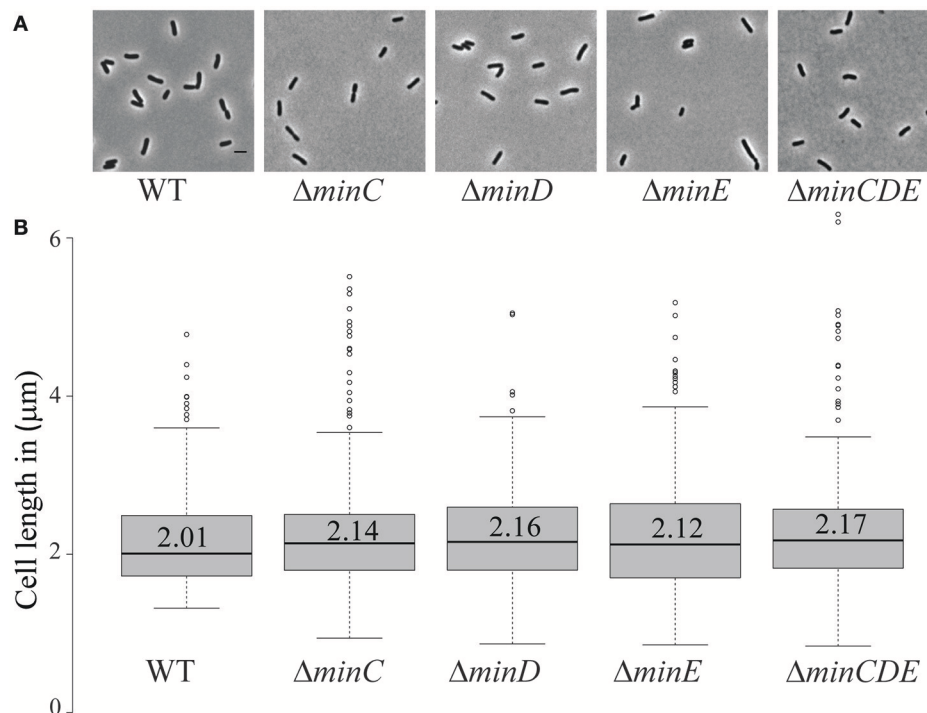 A
WT ΔminC ΔminD ΔminE ΔminCDE
B
6
4
2
0
Cell length in (μm)
2.01 2.14 2.16 2.12 2.17
WT ΔminC ΔminD ΔminE ΔminCDE